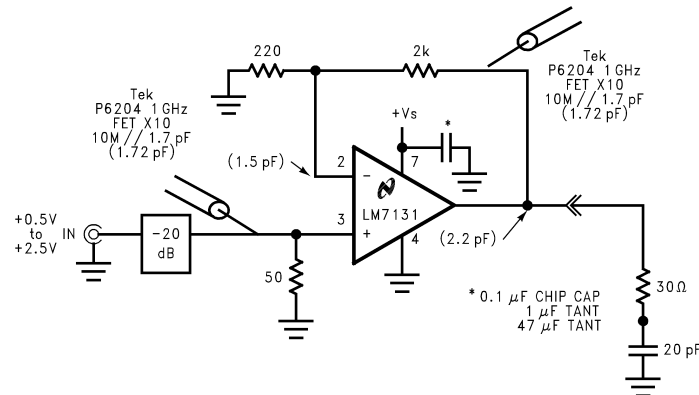 220
2k
Tek
P6204 1 GHz
FET X10
10M // 1.7 pF
(1.72 pF)
Tek
P6204 1 GHz
FET X10
10M // 1.7 pF
(1.72 pF)
+Vs
*
(1.5 pF)
2
7
-
LM7131
3
+
4
+0.5V
to
+2.5V
IN
-20
dB
50
(2.2 pF)
* 0.1 μF CHIP CAP
1 μF TANT
47 μF TANT
30Ω
20 pF